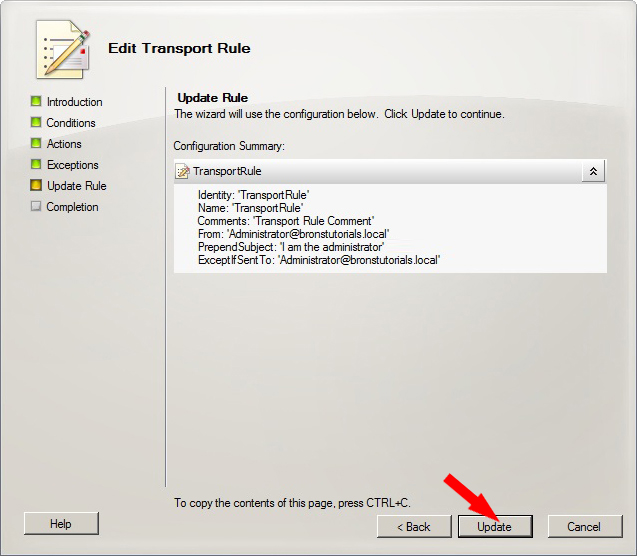 Edit Transport Rule
Introduction
Conditions
Actions
Exceptions
Update Rule
Completion
Update Rule
The wizard will use the configuration below. Click Update to continue.
Configuration Summary:
TransportRule
Identity: 'TransportRule'
Name: 'TransportRule'
Comments: 'Transport Rule Comment'
From: 'Administrator@bronstutorials.local'
PrependSubject: 'I am the administrator'
ExceptIfSentTo: 'Administrator@bronstutorials.local'
To copy the contents of this page, press CTRL+C.
Help
< Back
Update
Cancel